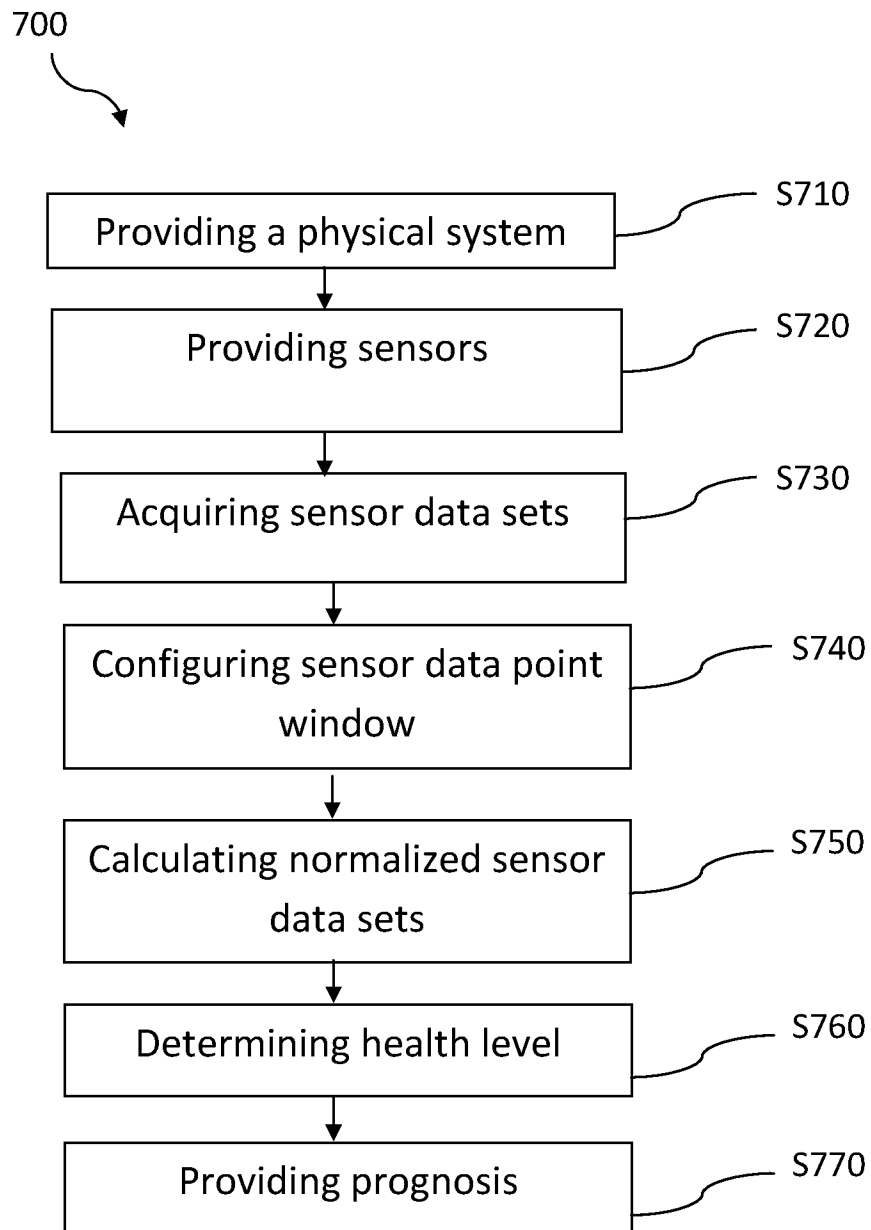 700
S710
Providing a physical system
S720
Providing sensors
S730
Acquiring sensor data sets
S740
Configuring sensor data point
window
S750
Calculating normalized sensor
data sets
S760
Determining health level
S770
Providing prognosis